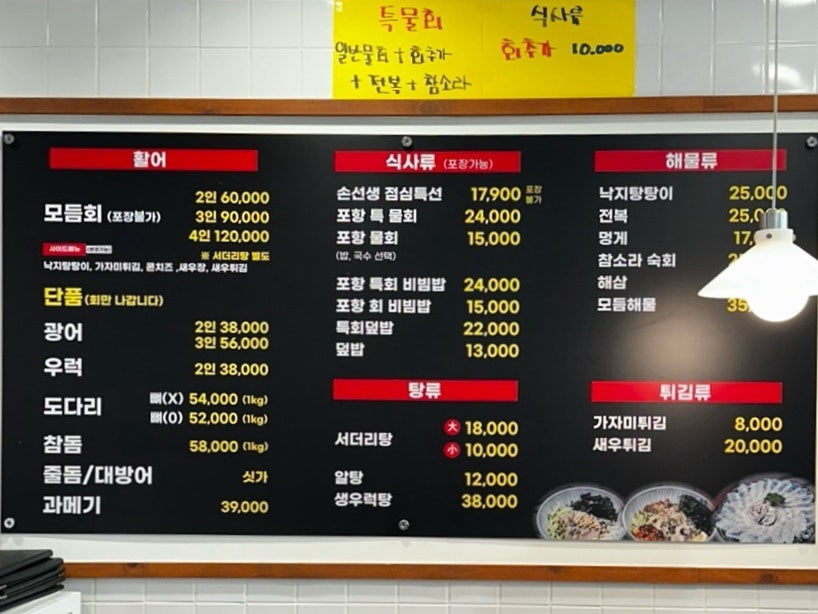 특물회
일반물회 + 회추가
+ 전복 + 참소라
식사류
회추가 10.000
활어
모듬회 (포장불가)
2인 60,000
3인 90,000
4인 120,000
※ 서더리탕 별도
사이드메뉴
낙지탕탕이, 가자미튀김, 콘치즈, 새우장, 새우튀김
단품 (회만 나갑니다)
광어 2인 38,000
3인 56,000
우럭 2인 38,000
도다리 뼈(X) 54,000 (1kg)
뼈(O) 52,000 (1kg)
참돔 58,000 (1kg)
줄돔/대방어 싯가
과메기 39,000
식사류 (포장가능)
손선생 점심특선 17,900 포장불가
포항 특 물회 24,000
포항 물회 15,000
(밥, 국수 선택)
포항 특회 비빔밥 24,000
포항 회 비빔밥 15,000
특회덮밥 22,000
덮밥 13,000
탕류
서더리탕 大 18,000
小 10,000
알탕 12,000
생우럭탕 38,000
해물류
낙지탕탕이 25,000
전복
멍게
참소라 숙회
해삼
모듬해물
튀김류
가자미튀김 8,000
새우튀김 20,000